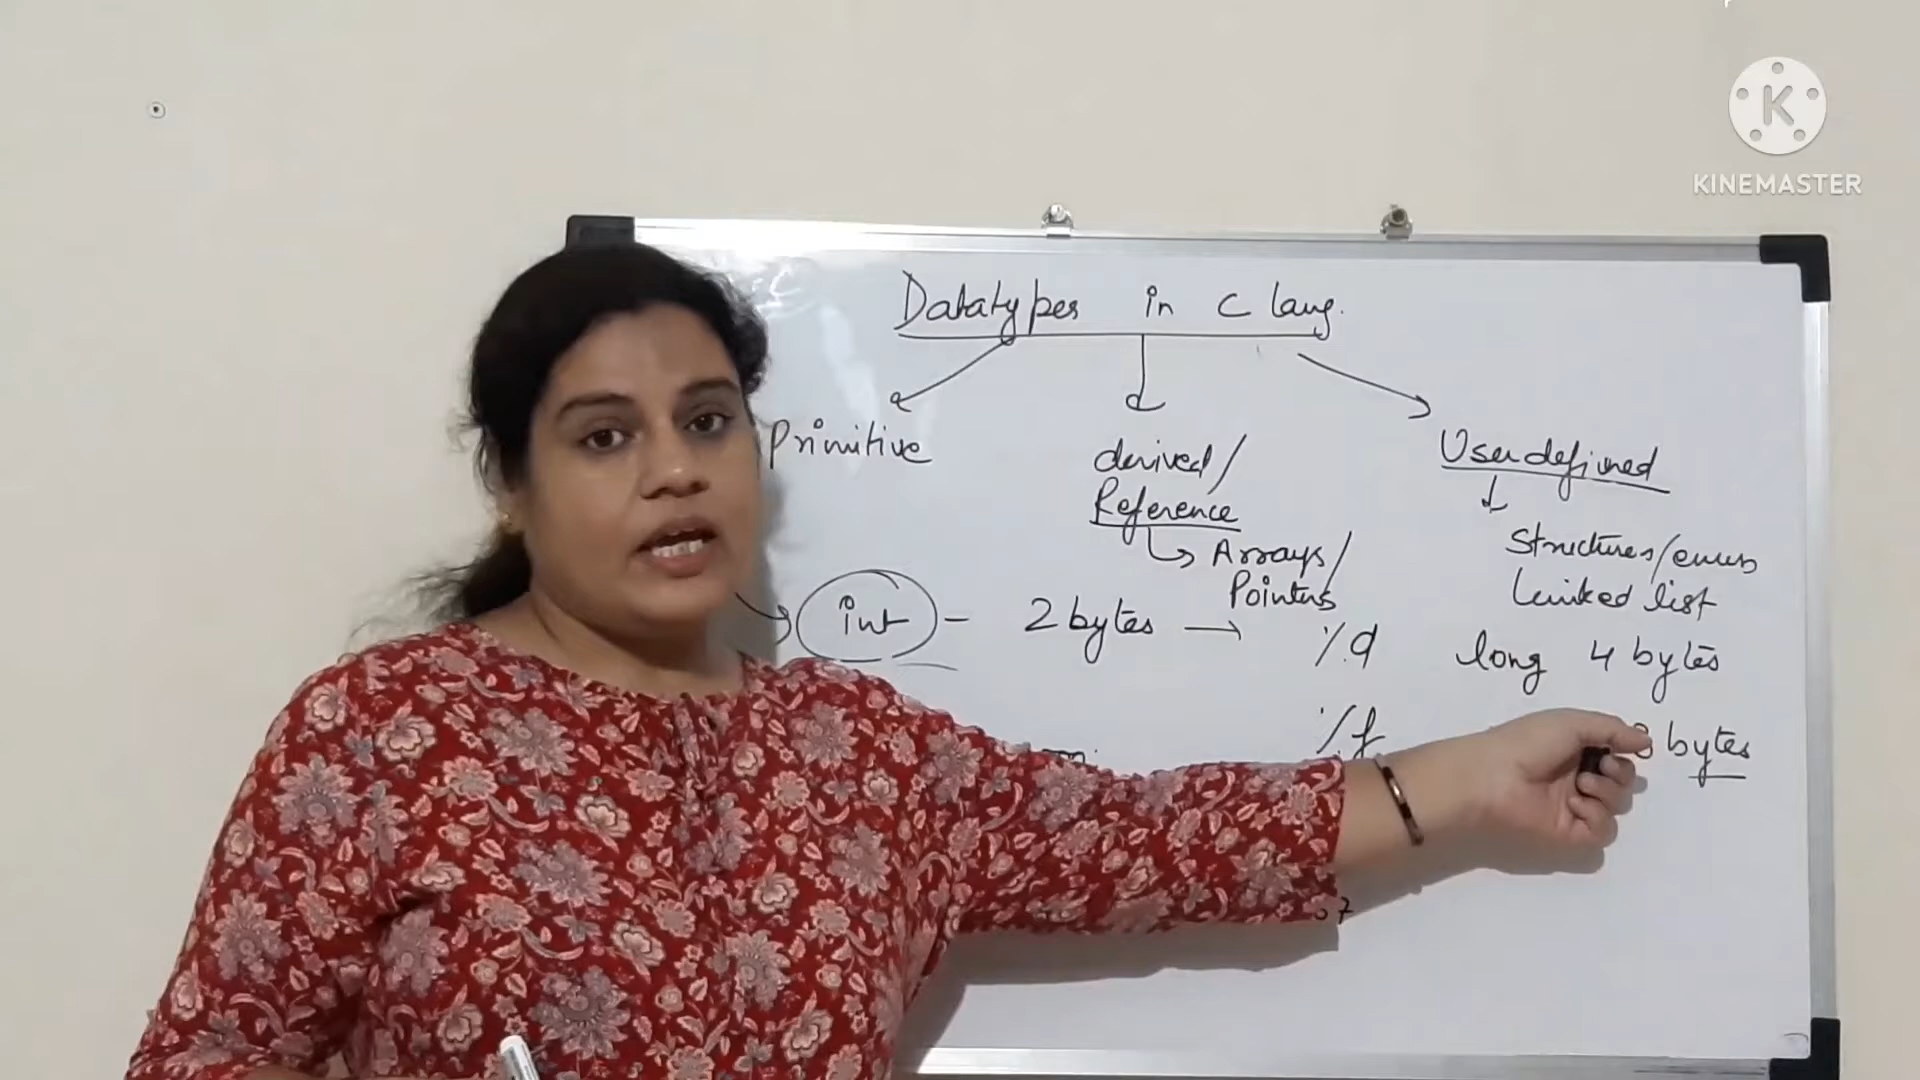 K
KINEMASTER
Datatypes in C lang.
Primitive
derived/
Reference
Userdefined
Arrays/
Pointers
Structures/enums
Linked list
int - 2 bytes → %d
long 4 bytes
%f
8 bytes